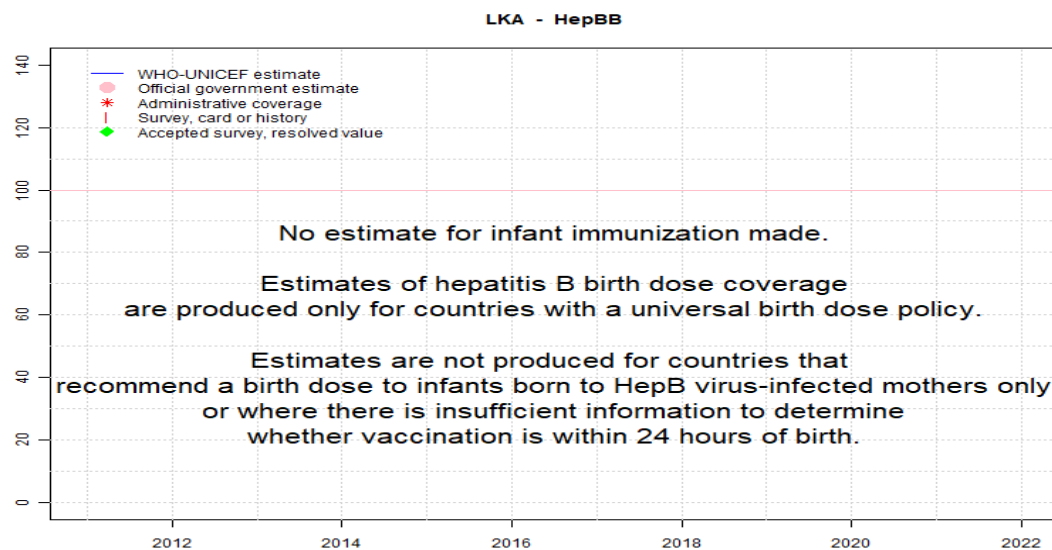 LKA - HepBB
WHO-UNICEF estimate
Official government estimate
Administrative coverage
Survey, card or history
Accepted survey, resolved value
140
120
100
80
60
40
20
0
No estimate for infant immunization made.
Estimates of hepatitis B birth dose coverage
are produced only for countries with a universal birth dose policy.
Estimates are not produced for countries that
recommend a birth dose to infants born to HepB virus-infected mothers only
or where there is insufficient information to determine
whether vaccination is within 24 hours of birth.
2012 2014 2016 2018 2020 2022